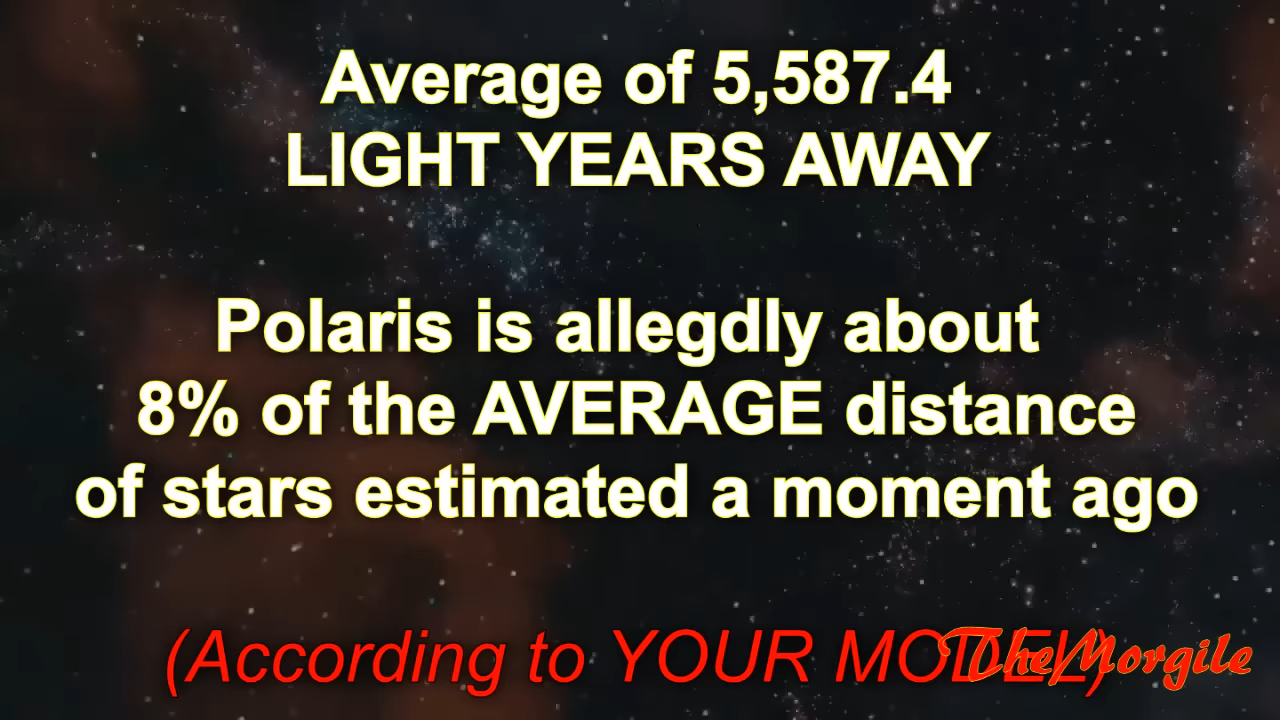 Average of 5,587.4
LIGHT YEARS AWAY
Polaris is allegdly about
8% of the AVERAGE distance
of stars estimated a moment ago
(According to YOUR MODEL)
TheMorgile